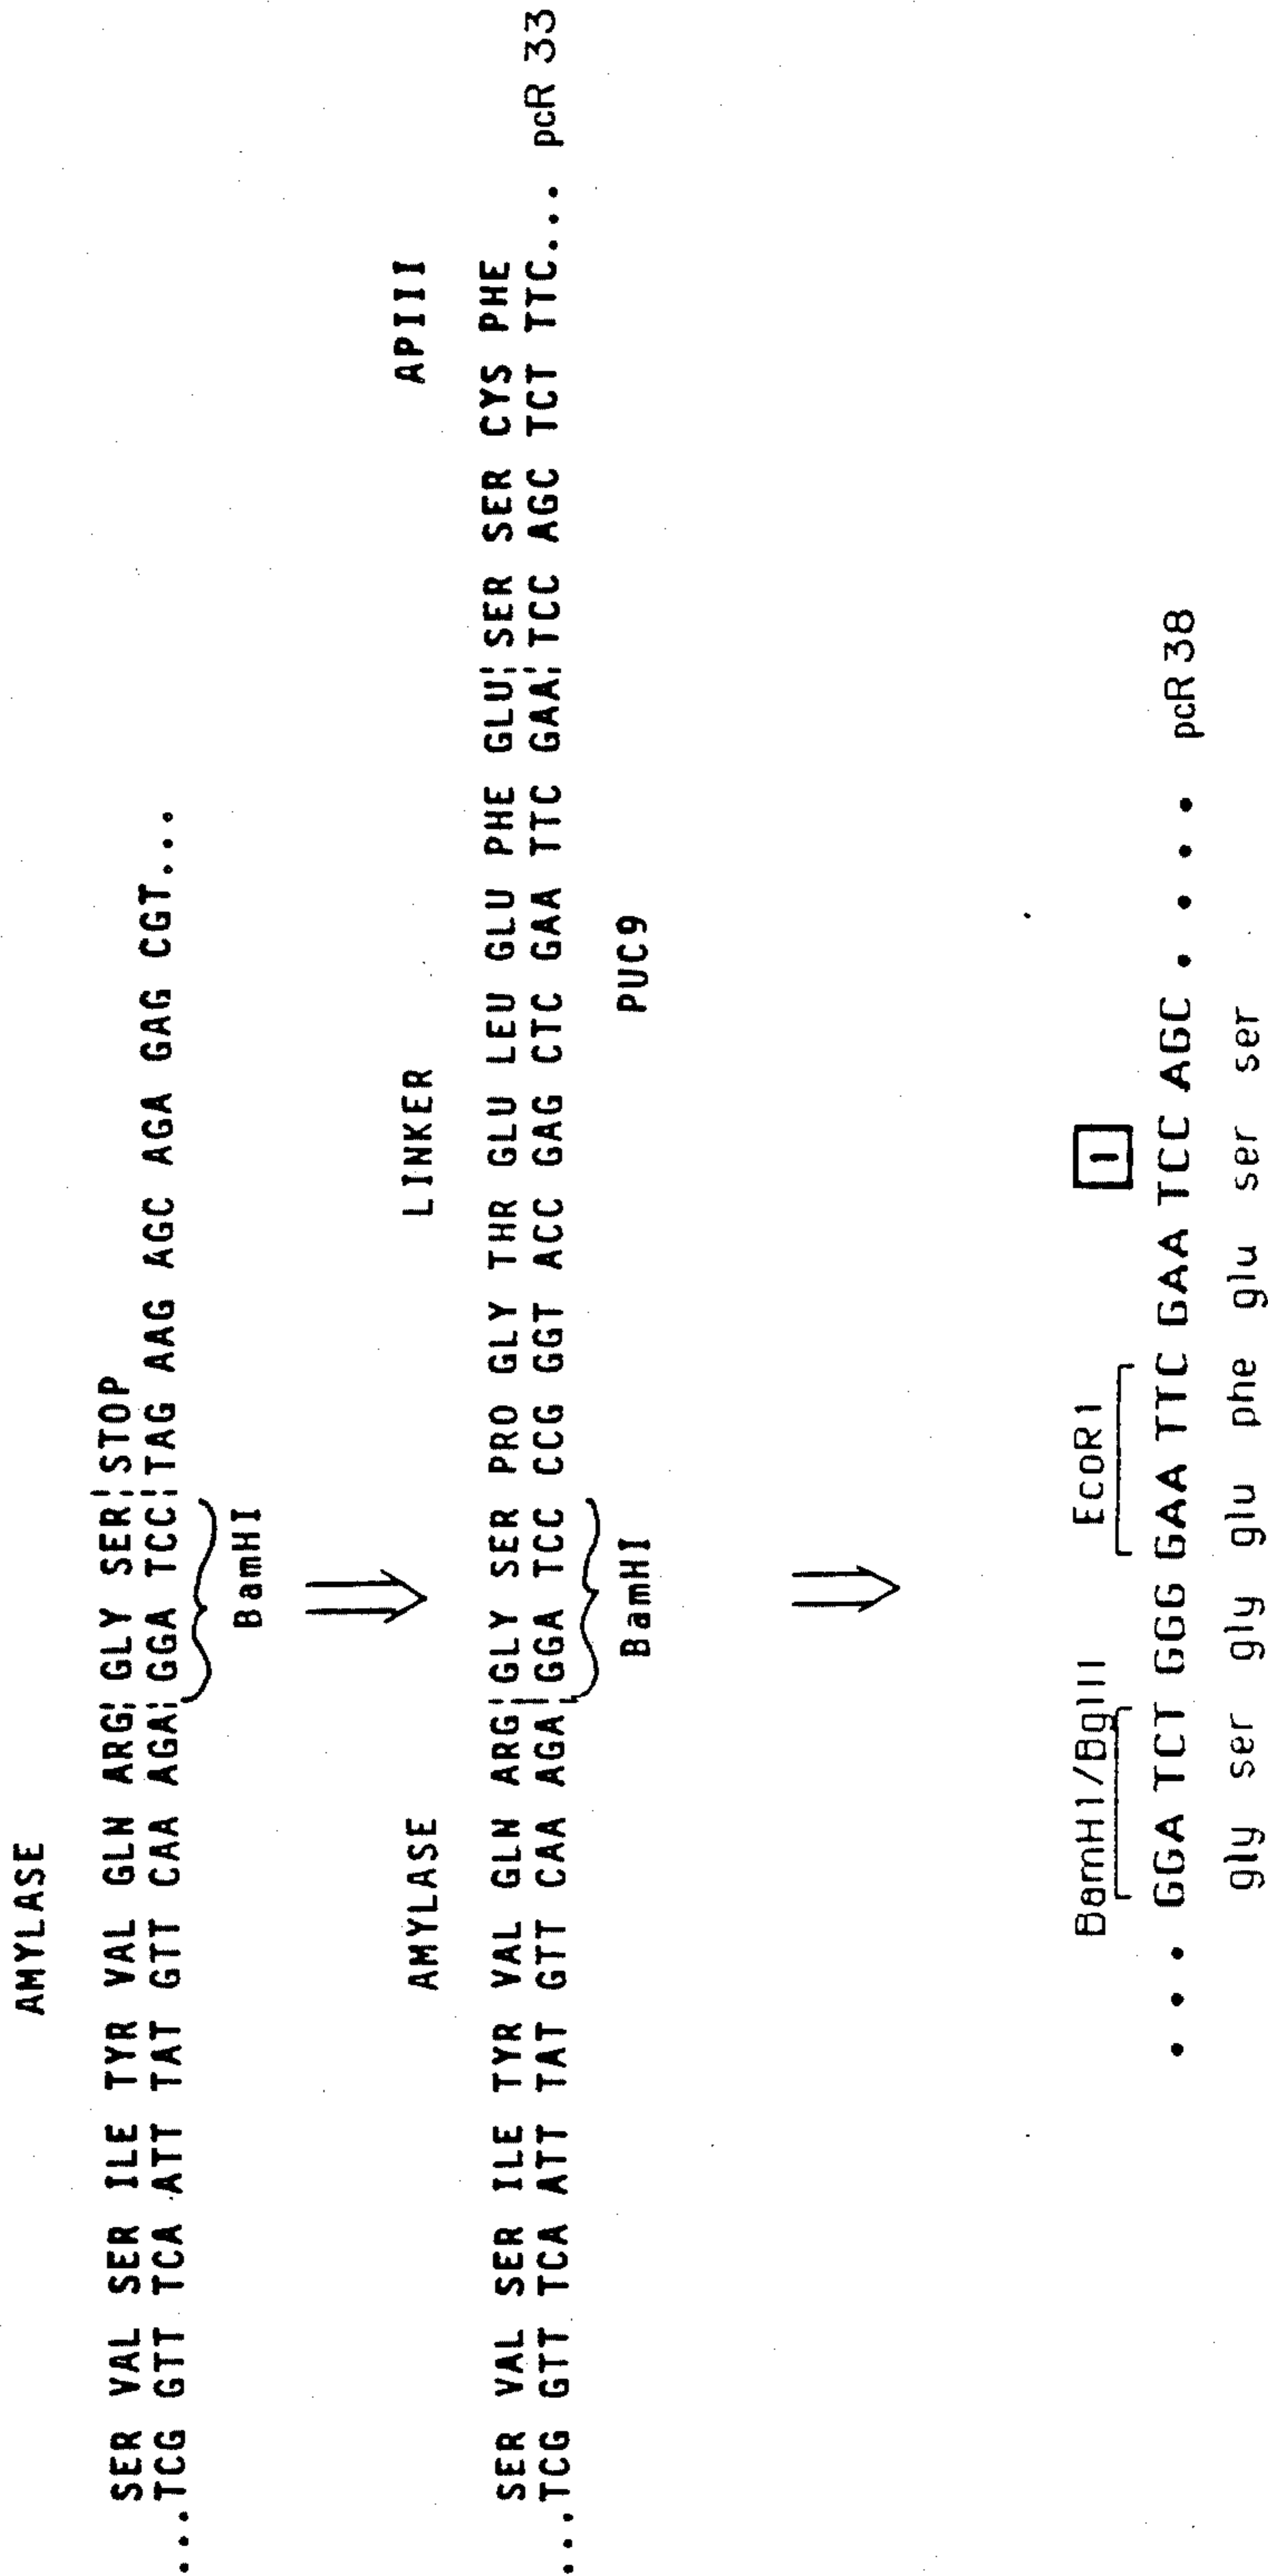 AMYLASE
SER VAL SER ILE TYR VAL GLN ARG GLY SER STOP
...TCG GTT TCA ATT TAT GTT CAA AGA GGA TCC TAG AAG AGC AGA GAG CGT...
BamHI
AMYLASE LINKER APIII
SER VAL SER ILE TYR VAL GLN ARG GLY SER PRO GLY THR GLU LEU GLU PHE GLU SER SER CYS PHE
...TCG GTT TCA ATT TAT GTT CAA AGA GGA TCC CCG GGT ACC GAG CTC GAA TTC GAA TCC AGC TCT TTC... pcR 33
BamHI PUC9
BamH1/Bg111 EcoR1 1
• • • GGA TCT GGG GAA TTC GAA TCC AGC • • • • pcR 38
gly ser gly glu phe glu ser ser